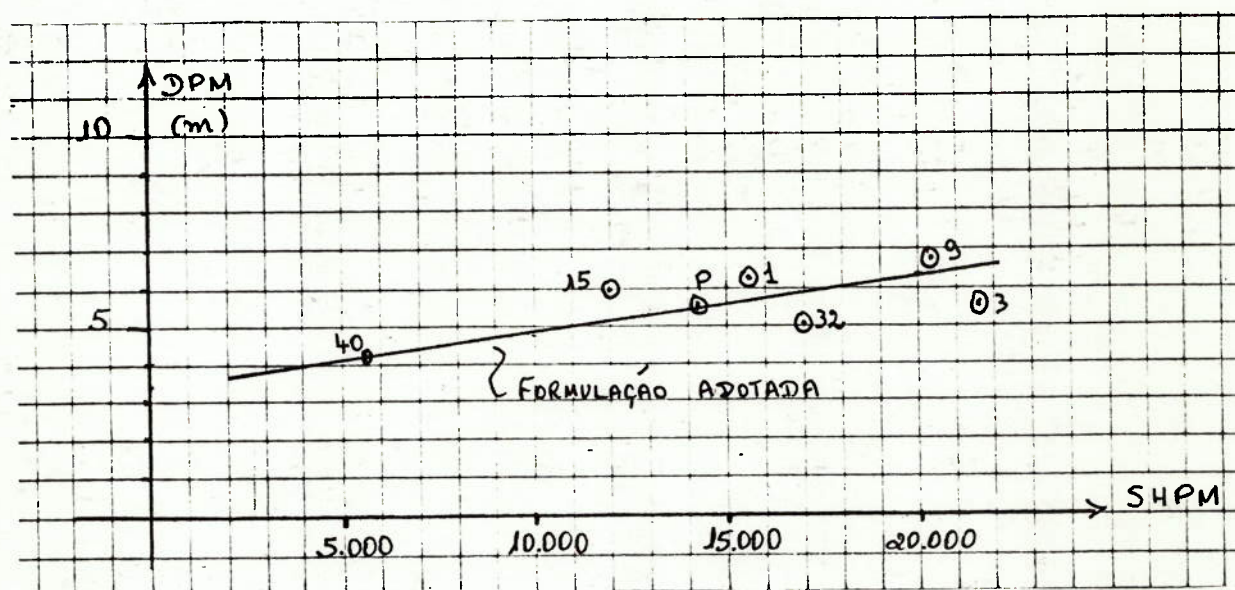 DPM
10 (m)
15 P 1 9
5 32 3
40
FORMULAÇÃO ADOTADA
SHPM
5.000 10.000 15.000 20.000